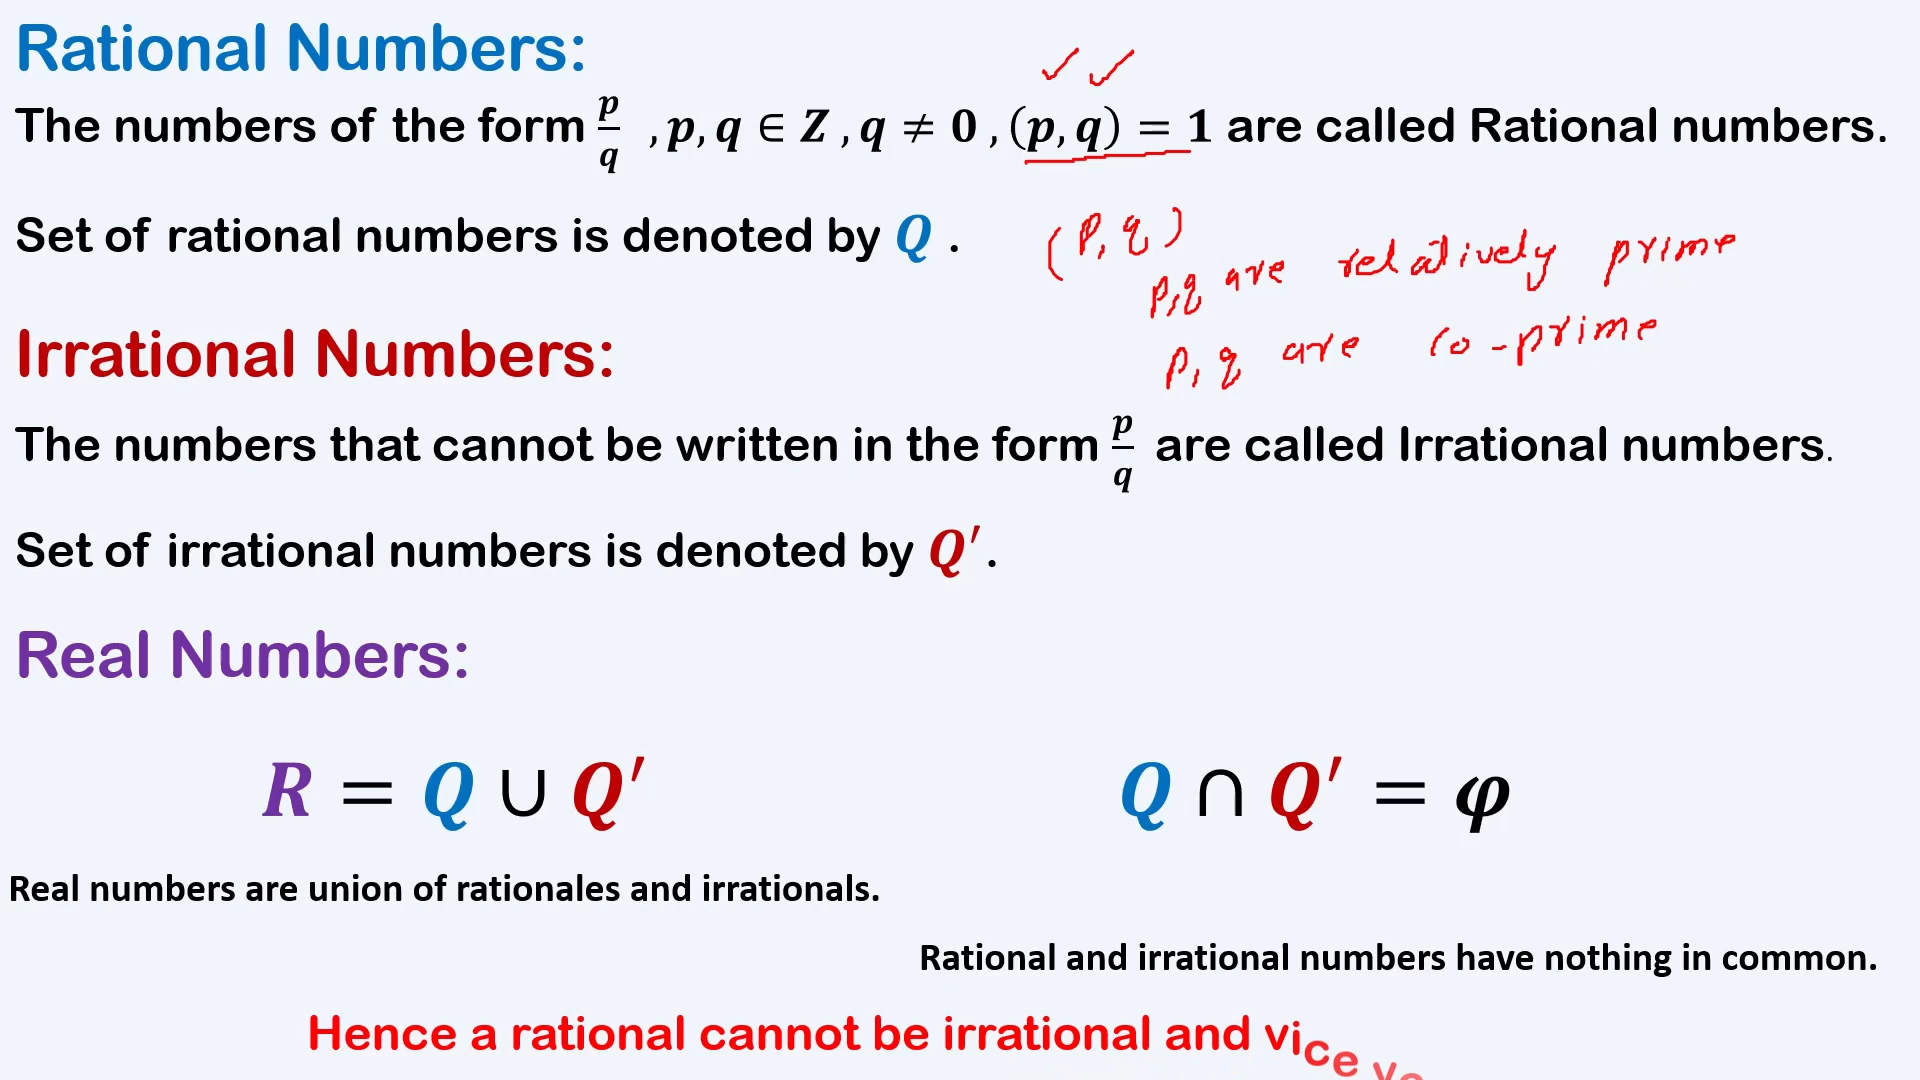 Rational Numbers:
The numbers of the form p/q , p, q ∈ Z , q ≠ 0 , (p, q) = 1 are called Rational numbers.
Set of rational numbers is denoted by Q .
(p, q)
p,q are relatively prime
p, q are co-prime
Irrational Numbers:
The numbers that cannot be written in the form p/q are called Irrational numbers.
Set of irrational numbers is denoted by Q′.
Real Numbers:
R = Q ∪ Q′
Q ∩ Q′ = φ
Real numbers are union of rationales and irrationals.
Rational and irrational numbers have nothing in common.
Hence a rational cannot be irrational and vice